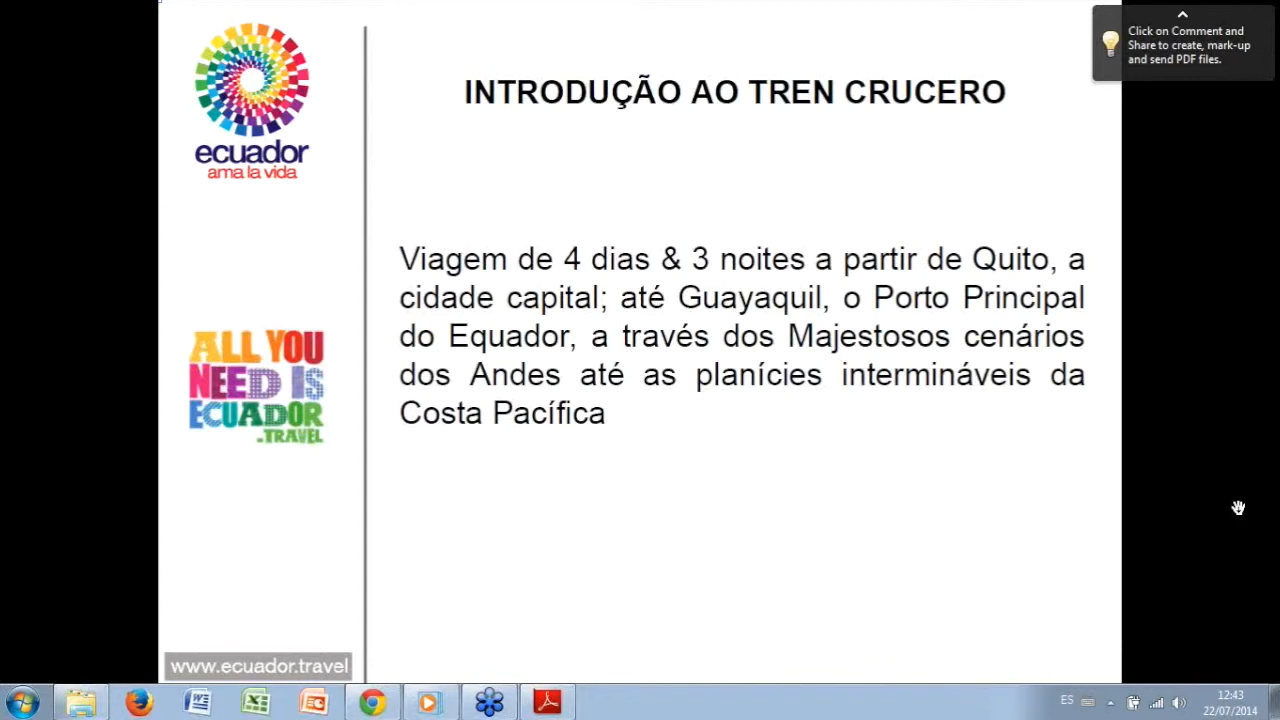 Click on Comment and
Share to create, mark-up
and send PDF files.
ecuador
ama la vida
INTRODUÇÃO AO TREN CRUCERO
Viagem de 4 dias & 3 noites a partir de Quito, a
cidade capital; até Guayaquil, o Porto Principal
do Equador, a través dos Majestosos cenários
dos Andes até as planícies intermináveis da
Costa Pacífica
ALL YOU
NEED IS
ECUADOR
.TRAVEL
www.ecuador.travel
ES
12:43
22/07/2014